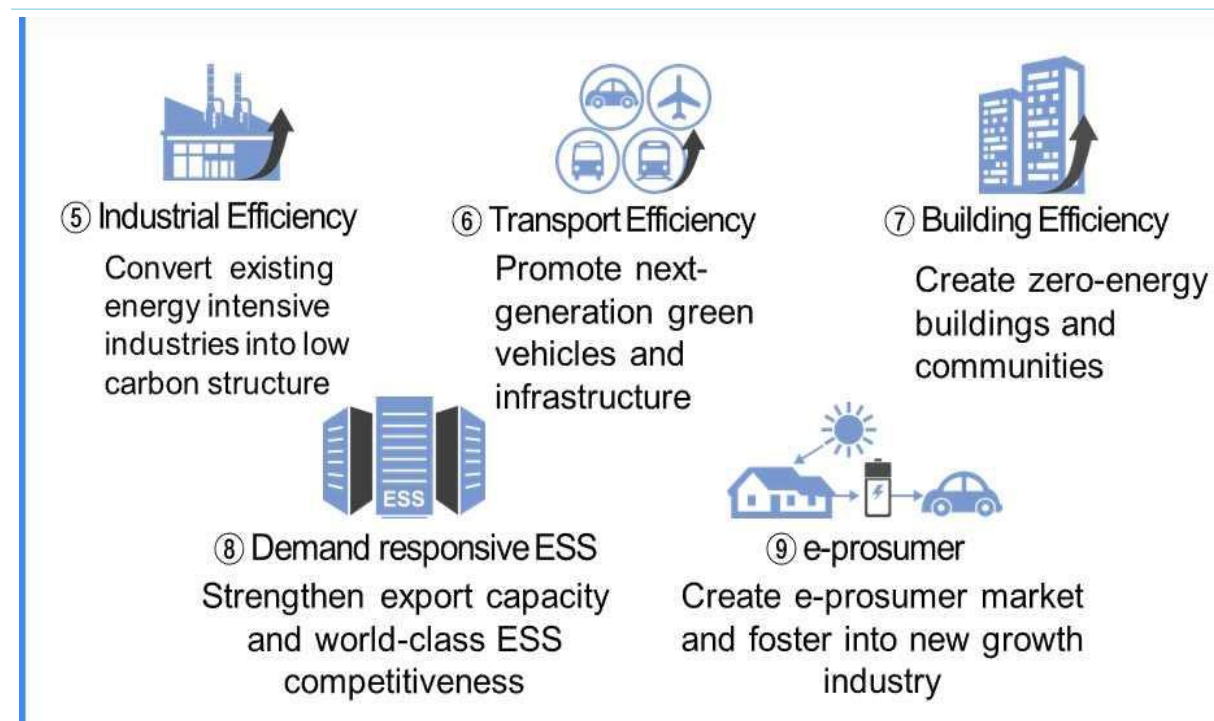 ⑤ Industrial Efficiency
Convert existing
energy intensive
industries into low
carbon structure
⑥ Transport Efficiency
Promote next-
generation green
vehicles and
infrastructure
⑦ Building Efficiency
Create zero-energy
buildings and
communities
ESS
⑧ Demand responsive ESS
Strengthen export capacity
and world-class ESS
competitiveness
⑨ e-prosumer
Create e-prosumer market
and foster into new growth
industry